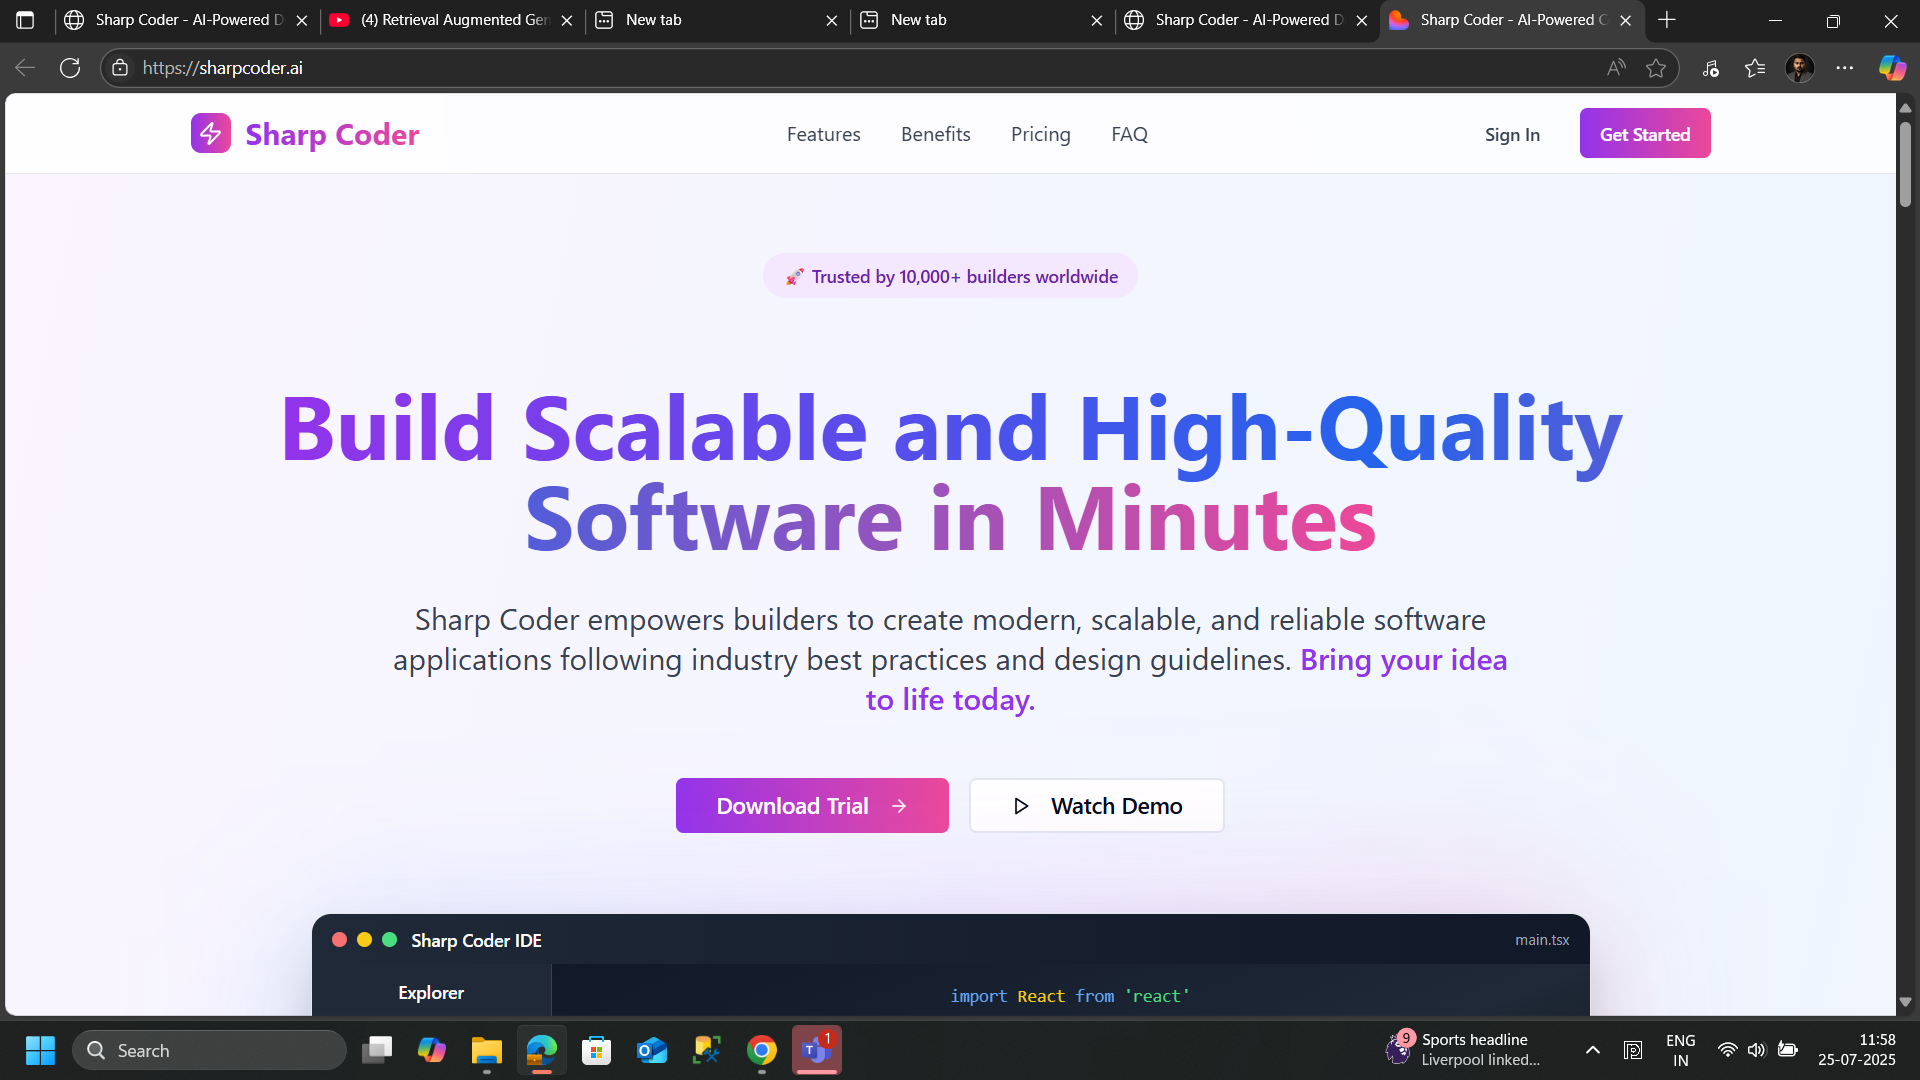 Sharp Coder - AI-Powered D
(4) Retrieval Augmented Gen
New tab
New tab
Sharp Coder - AI-Powered D
Sharp Coder - AI-Powered C
https://sharpcoder.ai
Sharp Coder
Features
Benefits
Pricing
FAQ
Sign In
Get Started
🚀 Trusted by 10,000+ builders worldwide
Build Scalable and High-Quality
Software in Minutes
Sharp Coder empowers builders to create modern, scalable, and reliable software
applications following industry best practices and design guidelines. Bring your idea
to life today.
Download Trial
Watch Demo
Sharp Coder IDE
main.tsx
Explorer
import React from 'react'
Search
1
9
Sports headline
Liverpool linked...
ENG
IN
11:58
25-07-2025